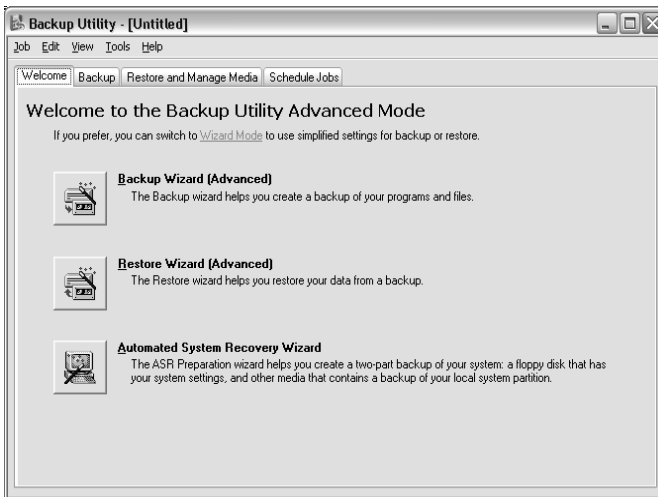 Backup Utility - [Untitled]
Job Edit View Tools Help
Welcome Backup Restore and Manage Media Schedule Jobs
Welcome to the Backup Utility Advanced Mode
If you prefer, you can switch to Wizard Mode to use simplified settings for backup or restore.
Backup Wizard (Advanced)
The Backup wizard helps you create a backup of your programs and files.
Restore Wizard (Advanced)
The Restore wizard helps you restore your data from a backup.
Automated System Recovery Wizard
The ASR Preparation wizard helps you create a two-part backup of your system: a floppy disk that has
your system settings, and other media that contains a backup of your local system partition.